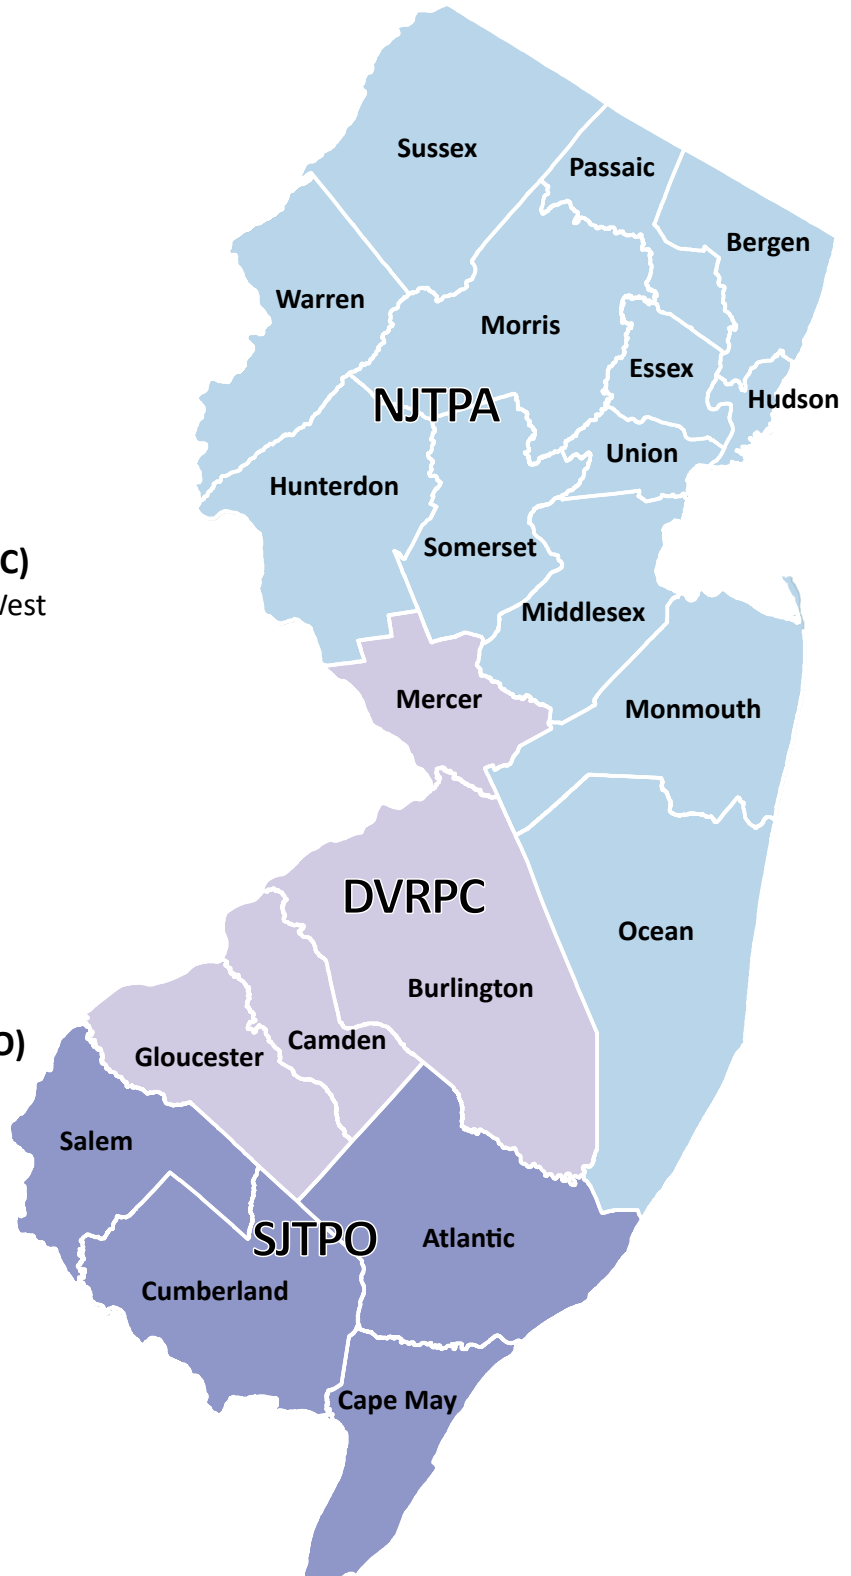 Sussex
Passaic
Bergen
Warren
Morris
Essex
Hudson
NJTPA
Union
Hunterdon
Somerset
C)
West
Middlesex
Mercer
Monmouth
DVRPC
Ocean
Burlington
Camden
O)
Gloucester
Salem
SJTPO
Atlantic
Cumberland
Cape May